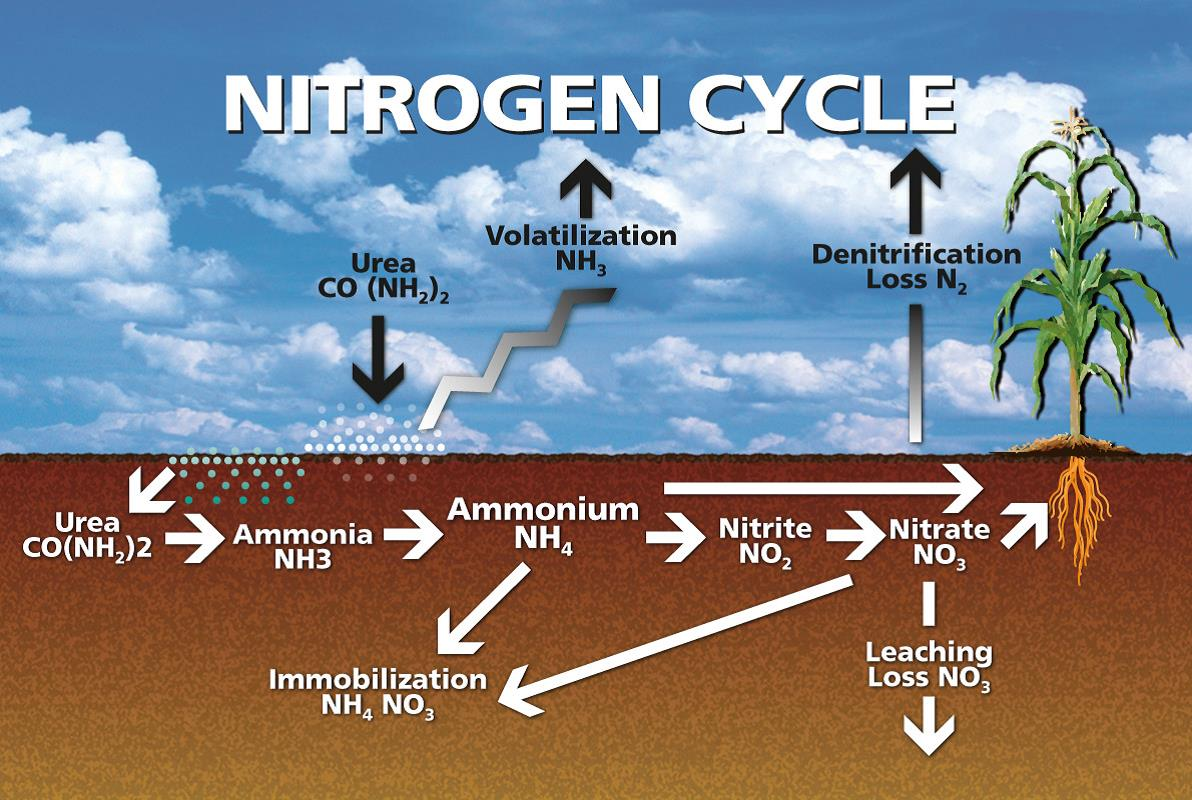 NITROGEN CYCLE
Volatilization
NH₃
Urea
CO (NH₂)₂
Denitrification
Loss N₂
Urea
CO(NH₂)2
Ammonia
NH3
Ammonium
NH₄
Nitrite
NO₂
Nitrate
NO₃
Immobilization
NH₄ NO₃
Leaching
Loss NO₃